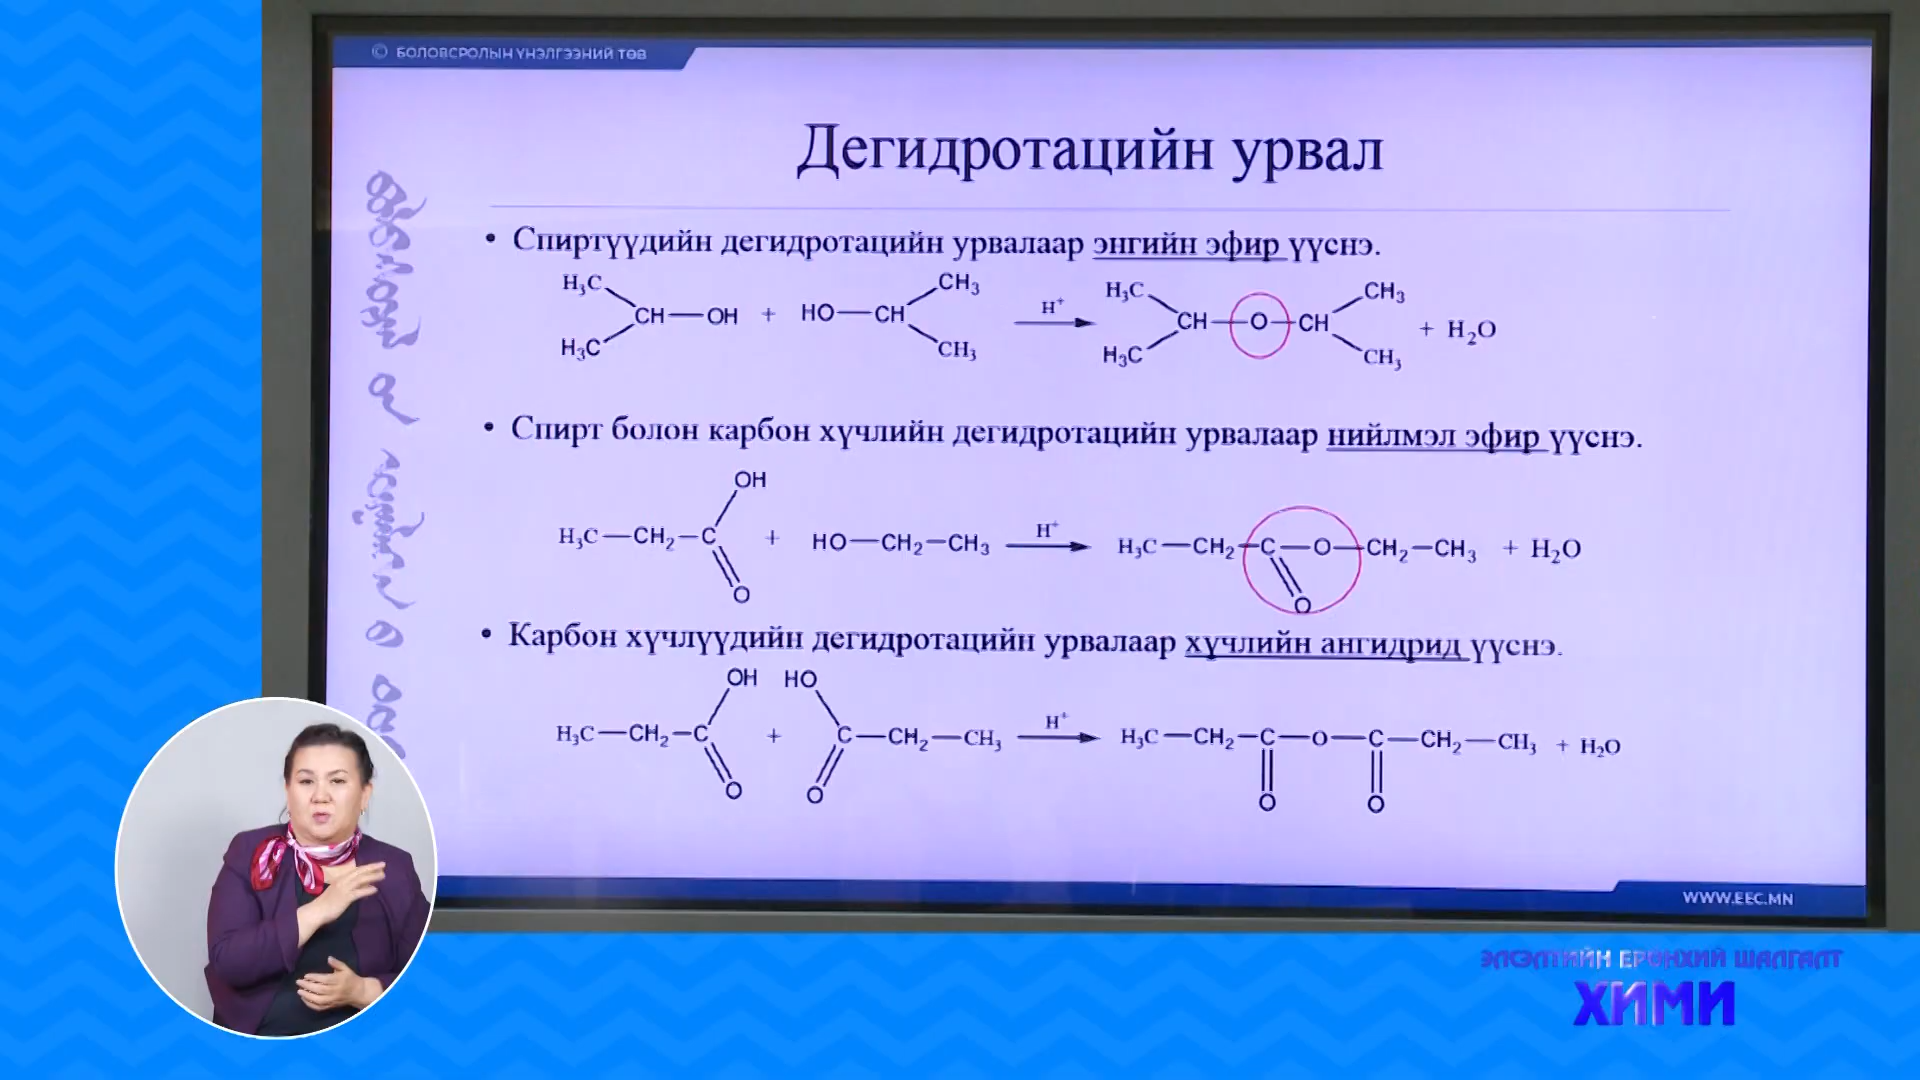 © БОЛОВСРОЛЫН ҮНЭЛГЭЭНИЙ ТӨВ
Дегидротацийн урвал
• Спиртүүдийн дегидротацийн урвалаар энгийн эфир үүснэ.
H₃C CH₃ H₃C CH₃
CH—OH + HO—CH H⁺ CH—O—CH + H₂O
H₃C CH₃ H₃C CH₃
• Спирт болон карбон хүчлийн дегидротацийн урвалаар нийлмэл эфир үүснэ.
OH
H₃C—CH₂—C + HO—CH₂—CH₃ H⁺ H₃C—CH₂—C—O—CH₂—CH₃ + H₂O
O O
• Карбон хүчлүүдийн дегидротацийн урвалаар хүчлийн ангидрид үүснэ.
OH HO
H₃C—CH₂—C + C—CH₂—CH₃ H⁺ H₃C—CH₂—C—O—C—CH₂—CH₃ + H₂O
O O O O
WWW.EEC.MN
ЭЛСЭЛТИЙН ЕРӨНХИЙ ШАЛГАЛТ
ХИМИ